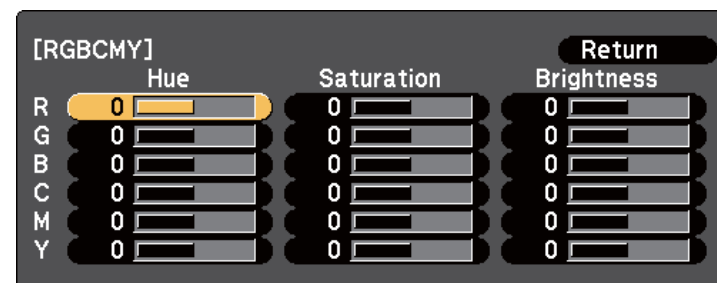 [RGBCMY] Return
Hue Saturation Brightness
R 0 0 0
G 0 0 0
B 0 0 0
C 0 0 0
M 0 0 0
Y 0 0 0